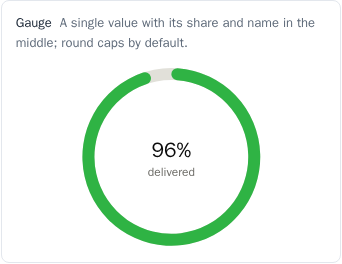 Gauge A single value with its share and name in the
middle; round caps by default.
96%
delivered